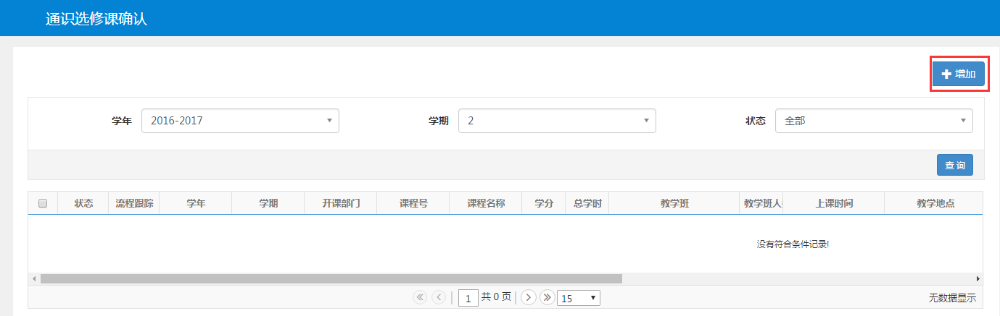 通识选修课确认
增加
学年 2016-2017 学期 2 状态 全部
查 询
状态 流程跟踪 学年 学期 开课部门 课程号 课程名称 学分 总学时 教学班 教学班人 上课时间 教学地点
没有符合条件记录!
1 共 0 页 15 无数据显示